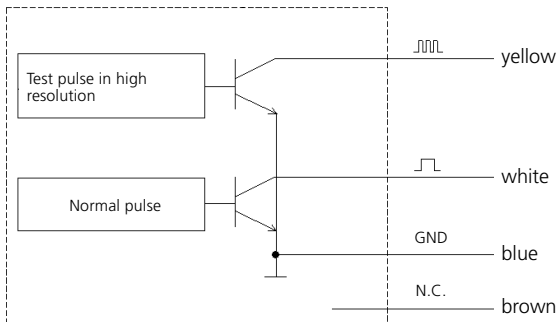 Test pulse in high
resolution
yellow
Normal pulse
white
GND
blue
N.C.
brown